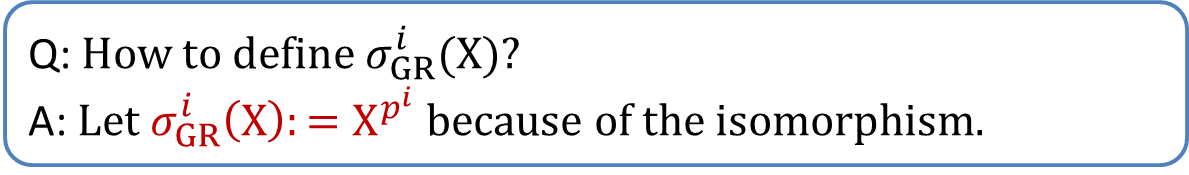 Q: How to define σ_GR^i(X)?
A: Let σ_GR^i(X): = X^{p^i} because of the isomorphism.